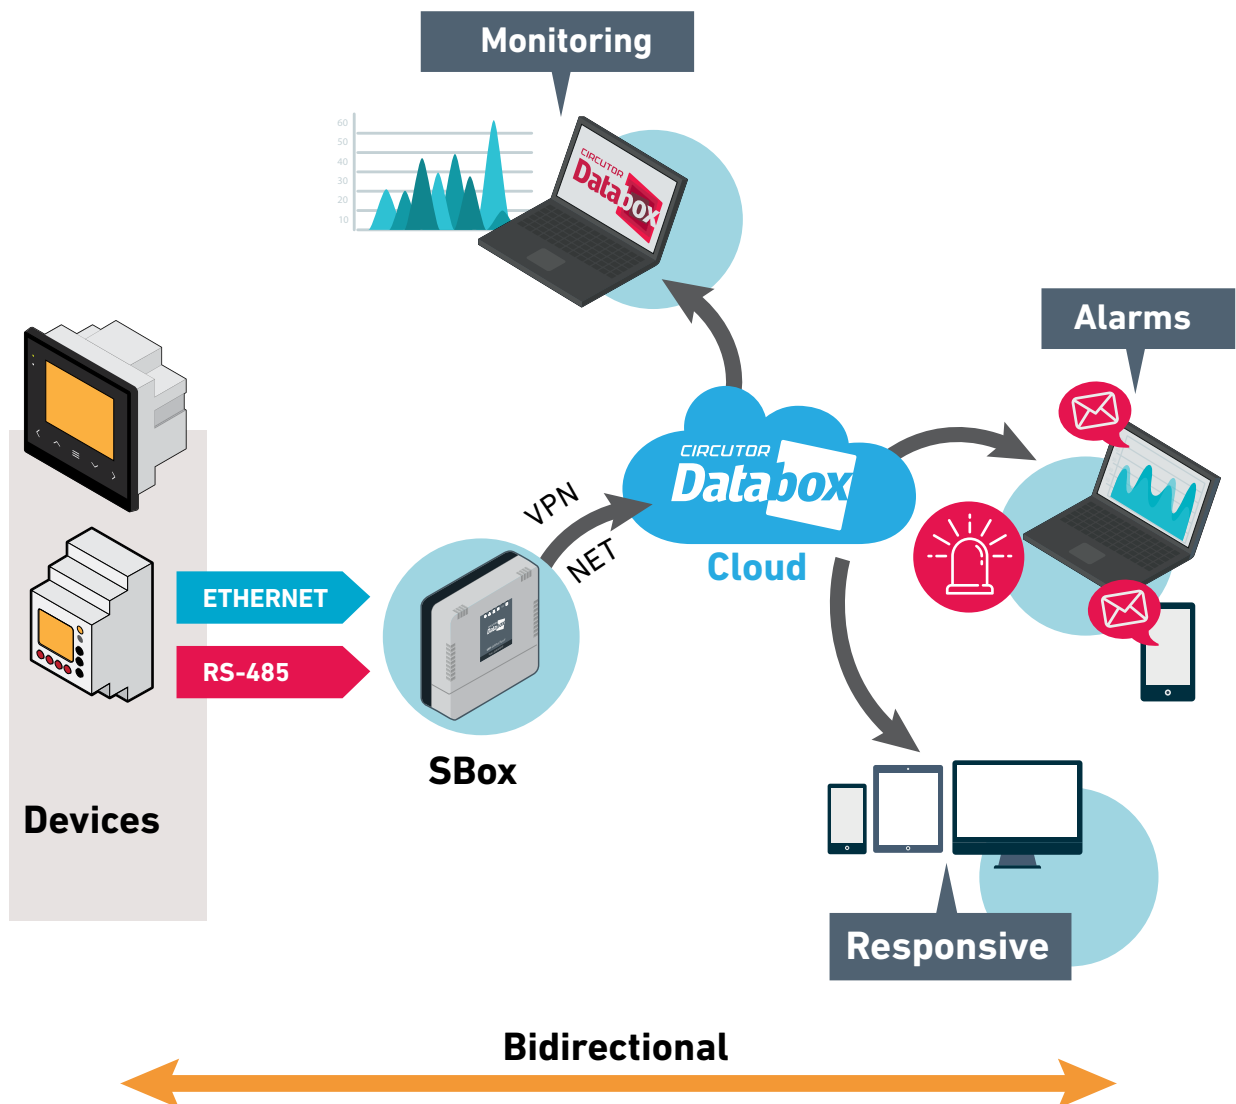 Monitoring
60
50
40
30
20
10
CIRCUTOR
Databox
Alarms
CIRCUTOR
Databox
Cloud
VPN
NET
ETHERNET
RS-485
Databox
SBox
Devices
Responsive
Bidirectional